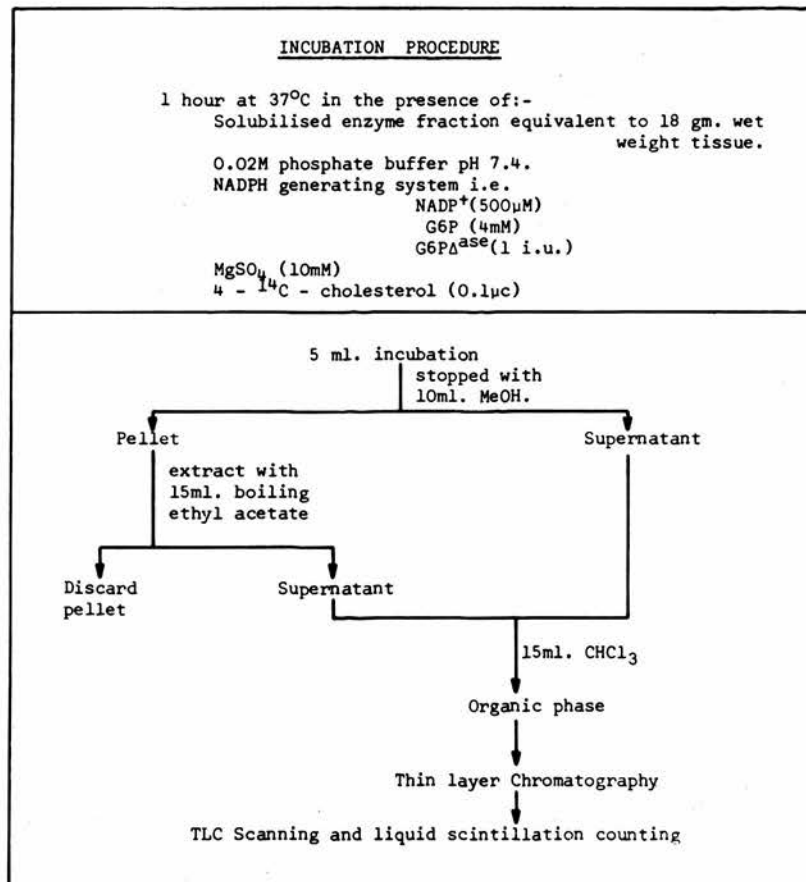 INCUBATION PROCEDURE
1 hour at 37°C in the presence of:-
Solubilised enzyme fraction equivalent to 18 gm. wet
weight tissue.
0.02M phosphate buffer pH 7.4.
NADPH generating system i.e.
NADP⁺(500μM)
G6P (4mM)
G6PΔᵃˢᵉ(1 i.u.)
MgSO₄ (10mM)
4 - ¹⁴C - cholesterol (0.1μc)
5 ml. incubation
stopped with
10ml. MeOH.
Pellet
Supernatant
extract with
15ml. boiling
ethyl acetate
Discard
pellet
Supernatant
15ml. CHCl₃
Organic phase
Thin layer Chromatography
TLC Scanning and liquid scintillation counting